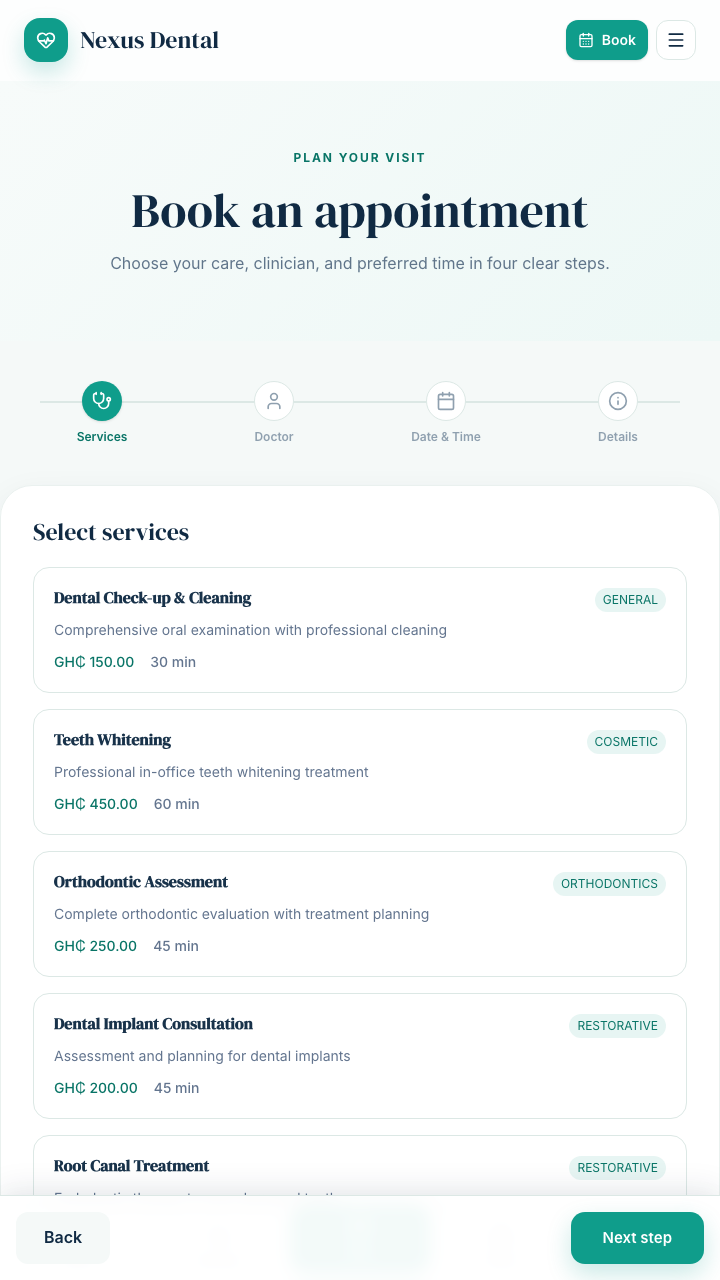 Nexus Dental
Book
PLAN YOUR VISIT
Book an appointment
Choose your care, clinician, and preferred time in four clear steps.
Services
Doctor
Date & Time
Details
Select services
Dental Check-up & Cleaning
GENERAL
Comprehensive oral examination with professional cleaning
GH₵ 150.00 30 min
Teeth Whitening
COSMETIC
Professional in-office teeth whitening treatment
GH₵ 450.00 60 min
Orthodontic Assessment
ORTHODONTICS
Complete orthodontic evaluation with treatment planning
GH₵ 250.00 45 min
Dental Implant Consultation
RESTORATIVE
Assessment and planning for dental implants
GH₵ 200.00 45 min
Root Canal Treatment
RESTORATIVE
Back
Next step